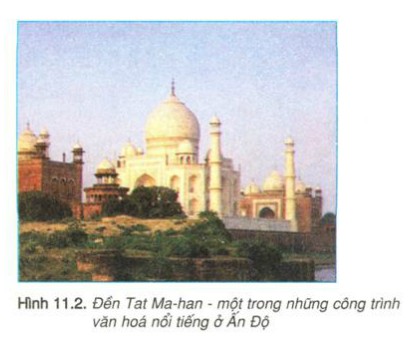 Hình 11.2. Đền Tat Ma-han - một trong những công trình
văn hoá nổi tiếng ở Ấn Độ